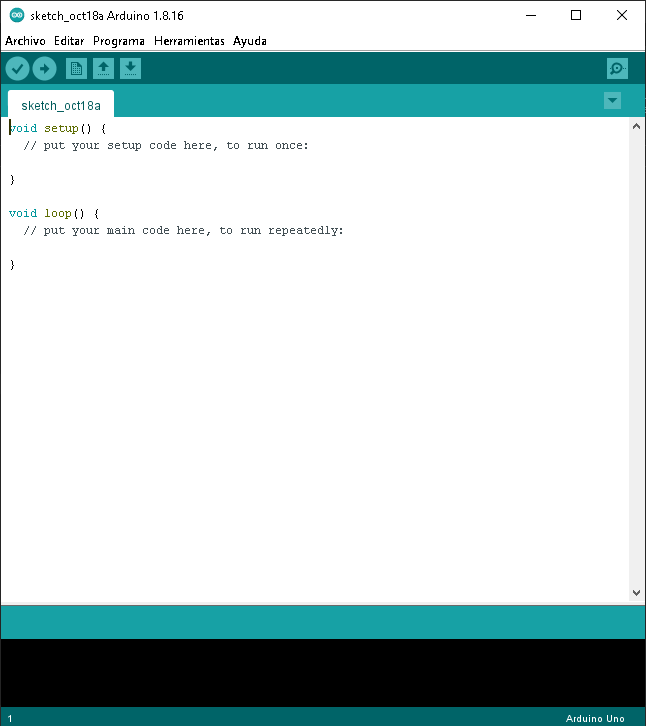 sketch_oct18a Arduino 1.8.16
Archivo Editar Programa Herramientas Ayuda
sketch_oct18a
void setup() {
  // put your setup code here, to run once:
}
void loop() {
  // put your main code here, to run repeatedly:
}
1 Arduino Uno